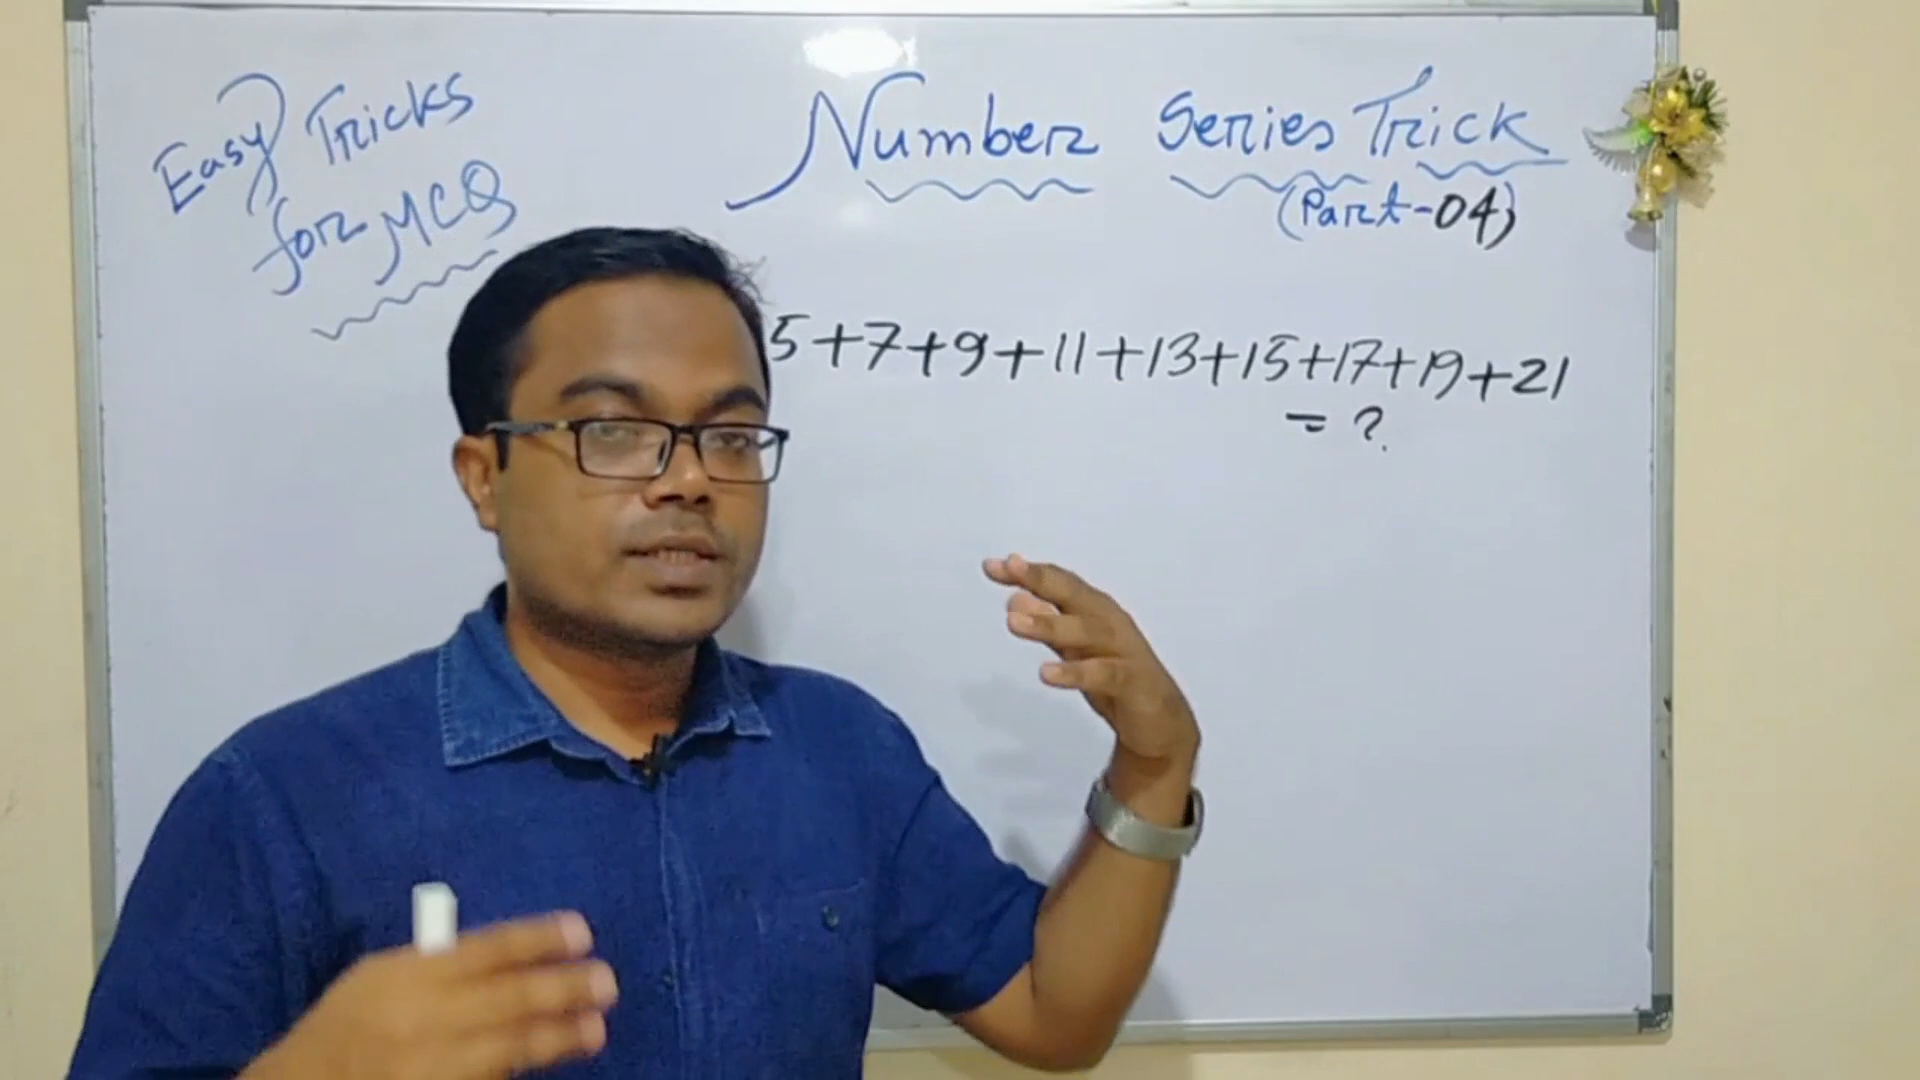 Easy Tricks
for MCQ
Number Series Trick
(Part-04)
5+7+9+11+13+15+17+19+21
= ?